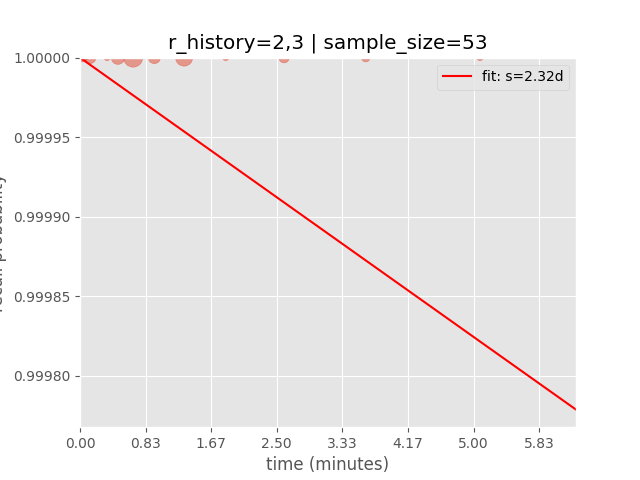 r_history=2,3 | sample_size=53
fit: s=2.32d
1.00000
0.99995
0.99990
0.99985
0.99980
0.00 0.83 1.67 2.50 3.33 4.17 5.00 5.83
time (minutes)